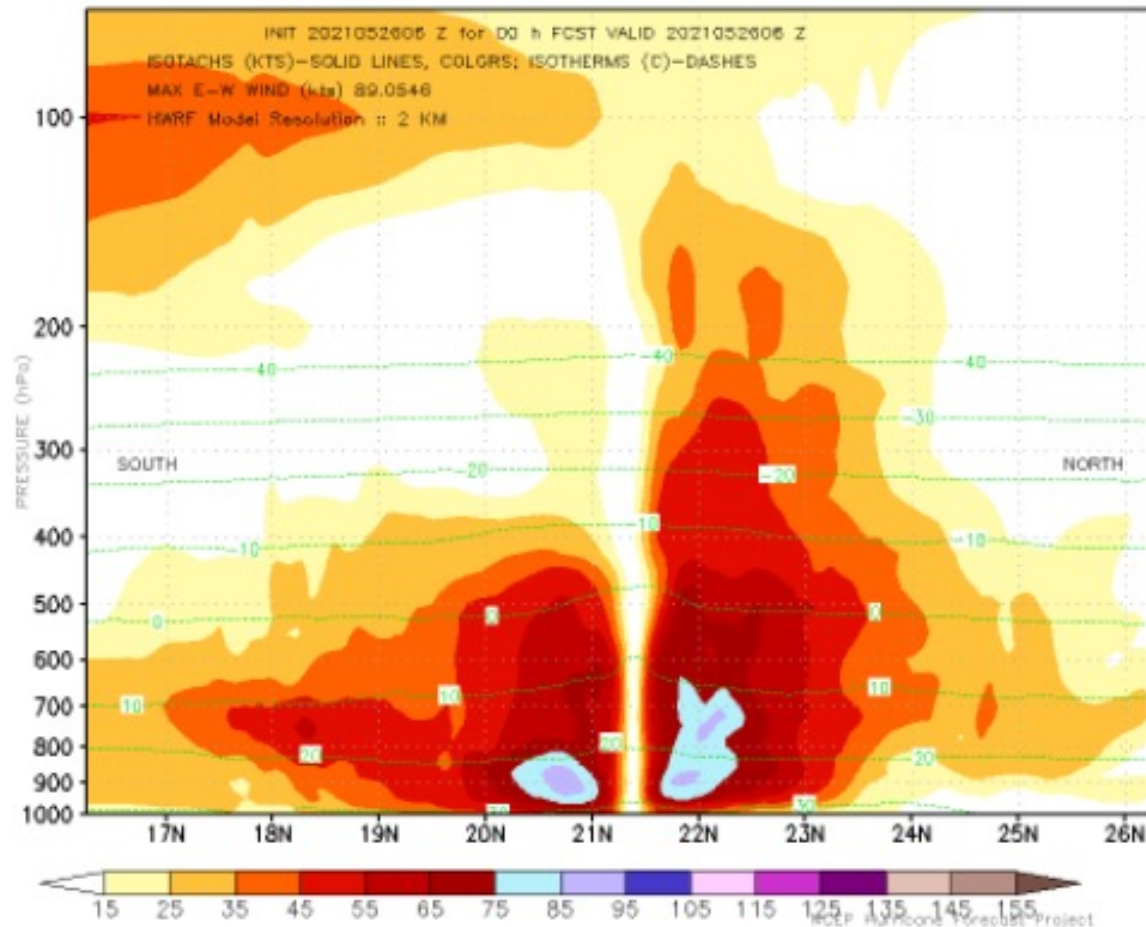 INIT 2021052606 Z for 00 h FCST VALID 2021052606 Z
ISOTACHS (KTS)-SOLID LINES, COLORS; ISOTHERMS (C)-DASHES
MAX E-W WIND (kts) 89.0546
HWRF Model Resolution :: 2 KM
100
200
-40
40
-40
-30
300
SOUTH
-20
-20
NORTH
PRESSURE (hPa)
400
-10
10
-10
500
0
0
0
600
10
10
10
700
800
20
20
20
900
1000
30
17N 18N 19N 20N 21N 22N 23N 24N 25N 26N
15 25 35 45 55 65 75 85 95 105 115 125 135 145 155
NCEP Hurricane Forecast Project